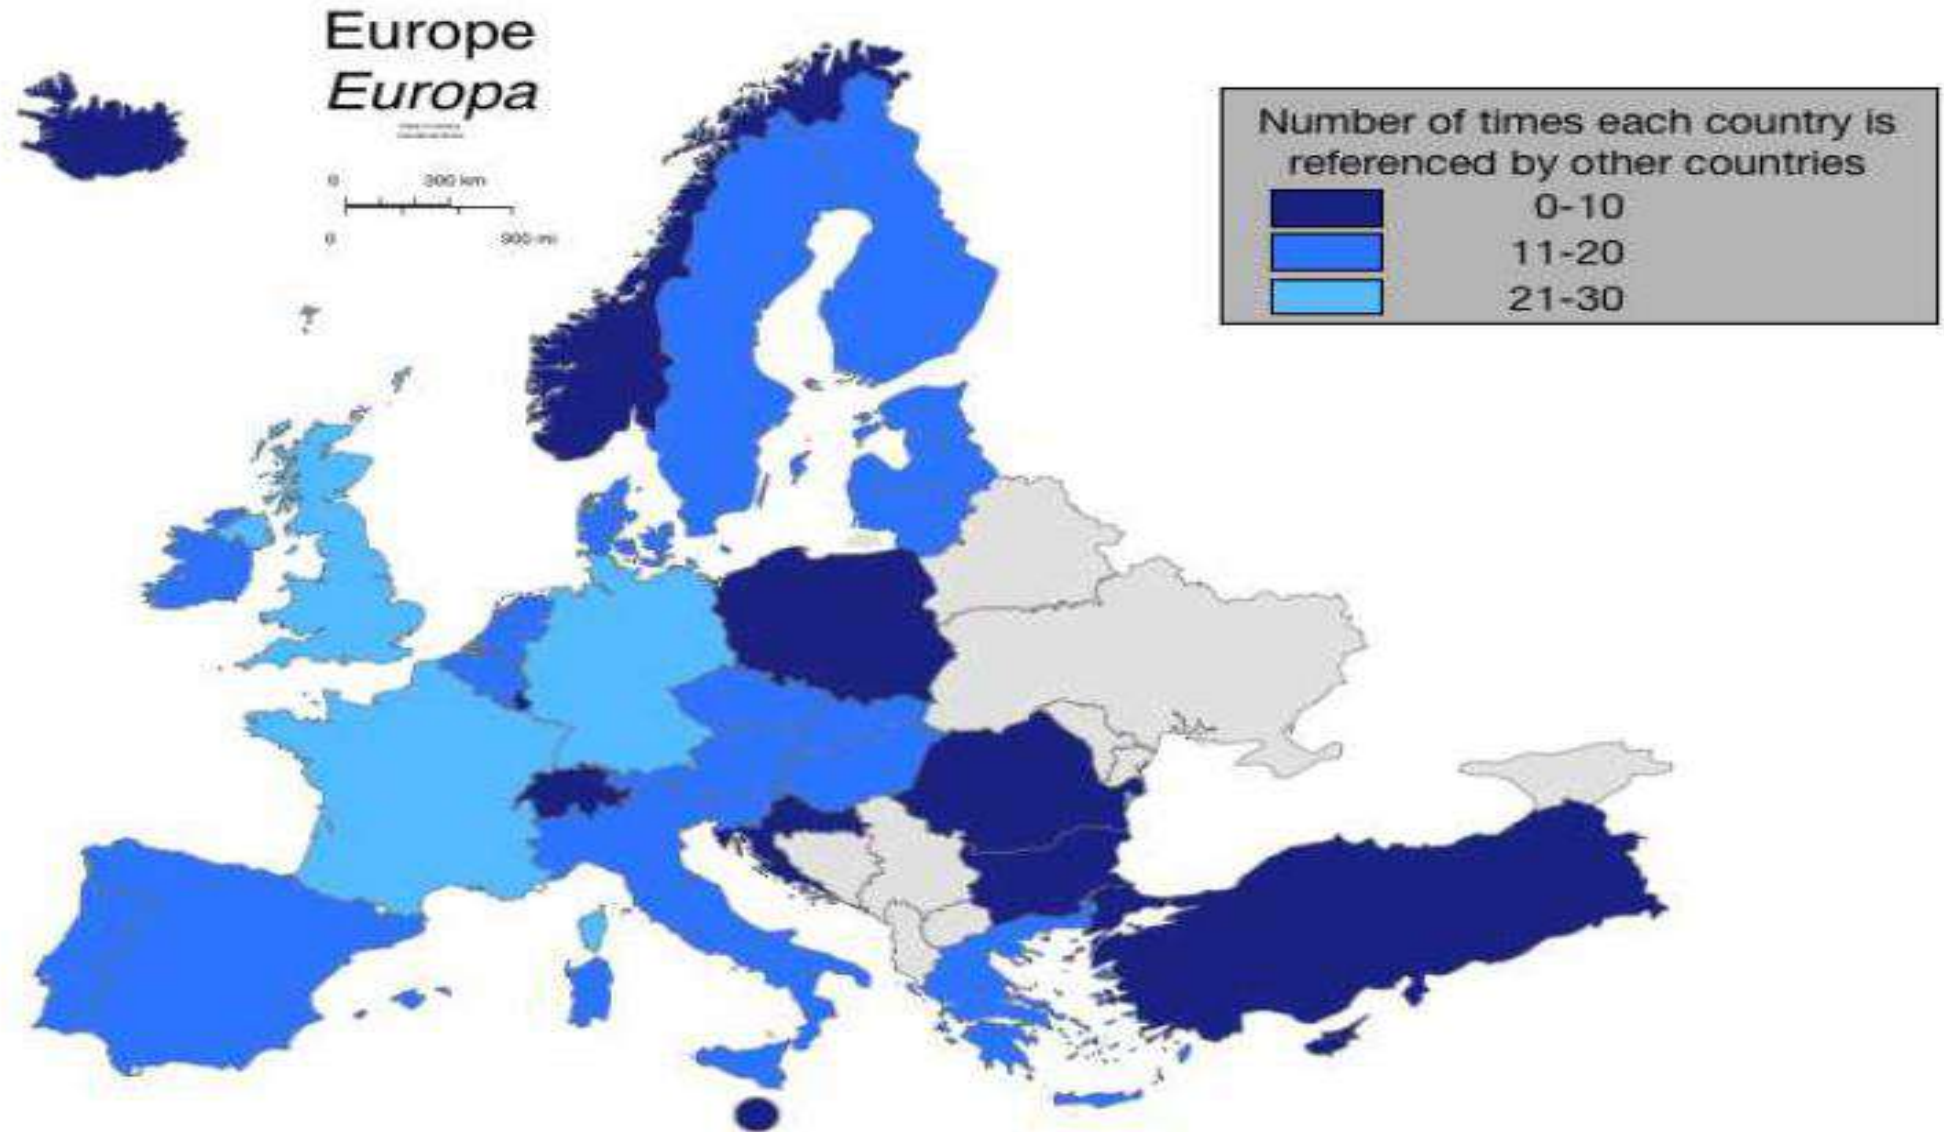 Europe
Europa
0 300 km
0 300 mi
Number of times each country is
referenced by other countries
0-10
11-20
21-30